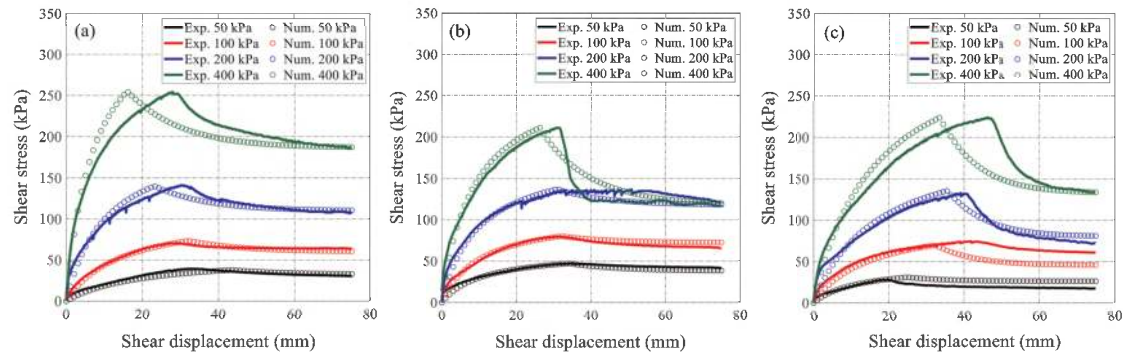 (a)
Exp. 50 kPa Num. 50 kPa
Exp. 100 kPa Num. 100 kPa
Exp. 200 kPa Num. 200 kPa
Exp. 400 kPa Num. 400 kPa
350
300
250
200
150
100
50
0
0 20 40 60 80
Shear stress (kPa)
Shear displacement (mm)
(b)
Exp. 50 kPa Num. 50 kPa
Exp. 100 kPa Num. 100 kPa
Exp. 200 kPa Num. 200 kPa
Exp. 400 kPa Num. 400 kPa
350
300
250
200
150
100
50
0
0 20 40 60 80
Shear stress (kPa)
Shear displacement (mm)
(c)
Exp. 50 kPa Num. 50 kPa
Exp. 100 kPa Num. 100 kPa
Exp. 200 kPa Num. 200 kPa
Exp. 400 kPa Num. 400 kPa
350
300
250
200
150
100
50
0
0 20 40 60 80
Shear stress (kPa)
Shear displacement (mm)